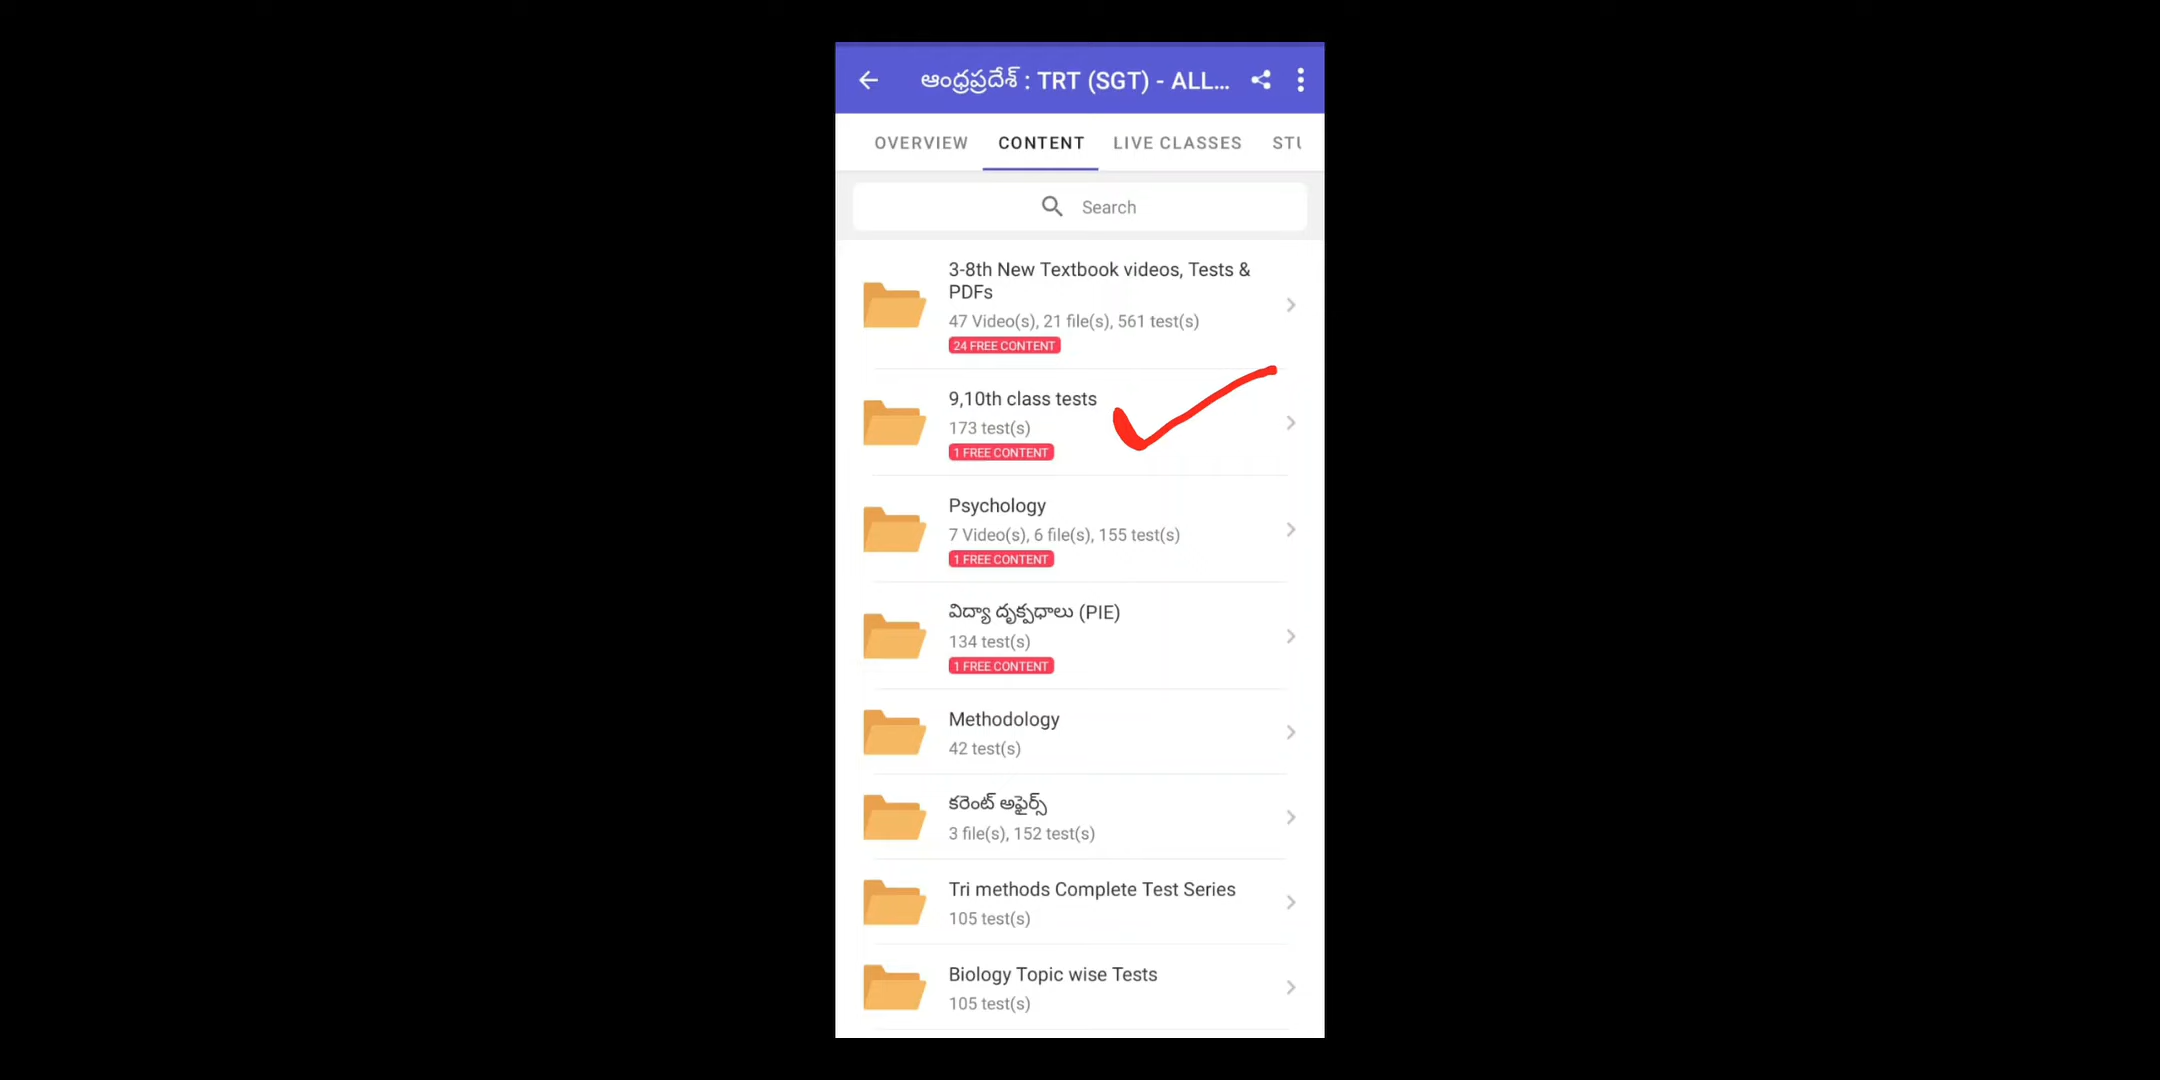 ఆంధ్రప్రదేశ్ : TRT (SGT) - ALL...
OVERVIEW CONTENT LIVE CLASSES STU
Search
3-8th New Textbook videos, Tests &
PDFs
47 Video(s), 21 file(s), 561 test(s)
24 FREE CONTENT
9,10th class tests
173 test(s)
1 FREE CONTENT
Psychology
7 Video(s), 6 file(s), 155 test(s)
1 FREE CONTENT
విద్యా దృక్పధాలు (PIE)
134 test(s)
1 FREE CONTENT
Methodology
42 test(s)
కరెంట్ అఫైర్స్
3 file(s), 152 test(s)
Tri methods Complete Test Series
105 test(s)
Biology Topic wise Tests
105 test(s)